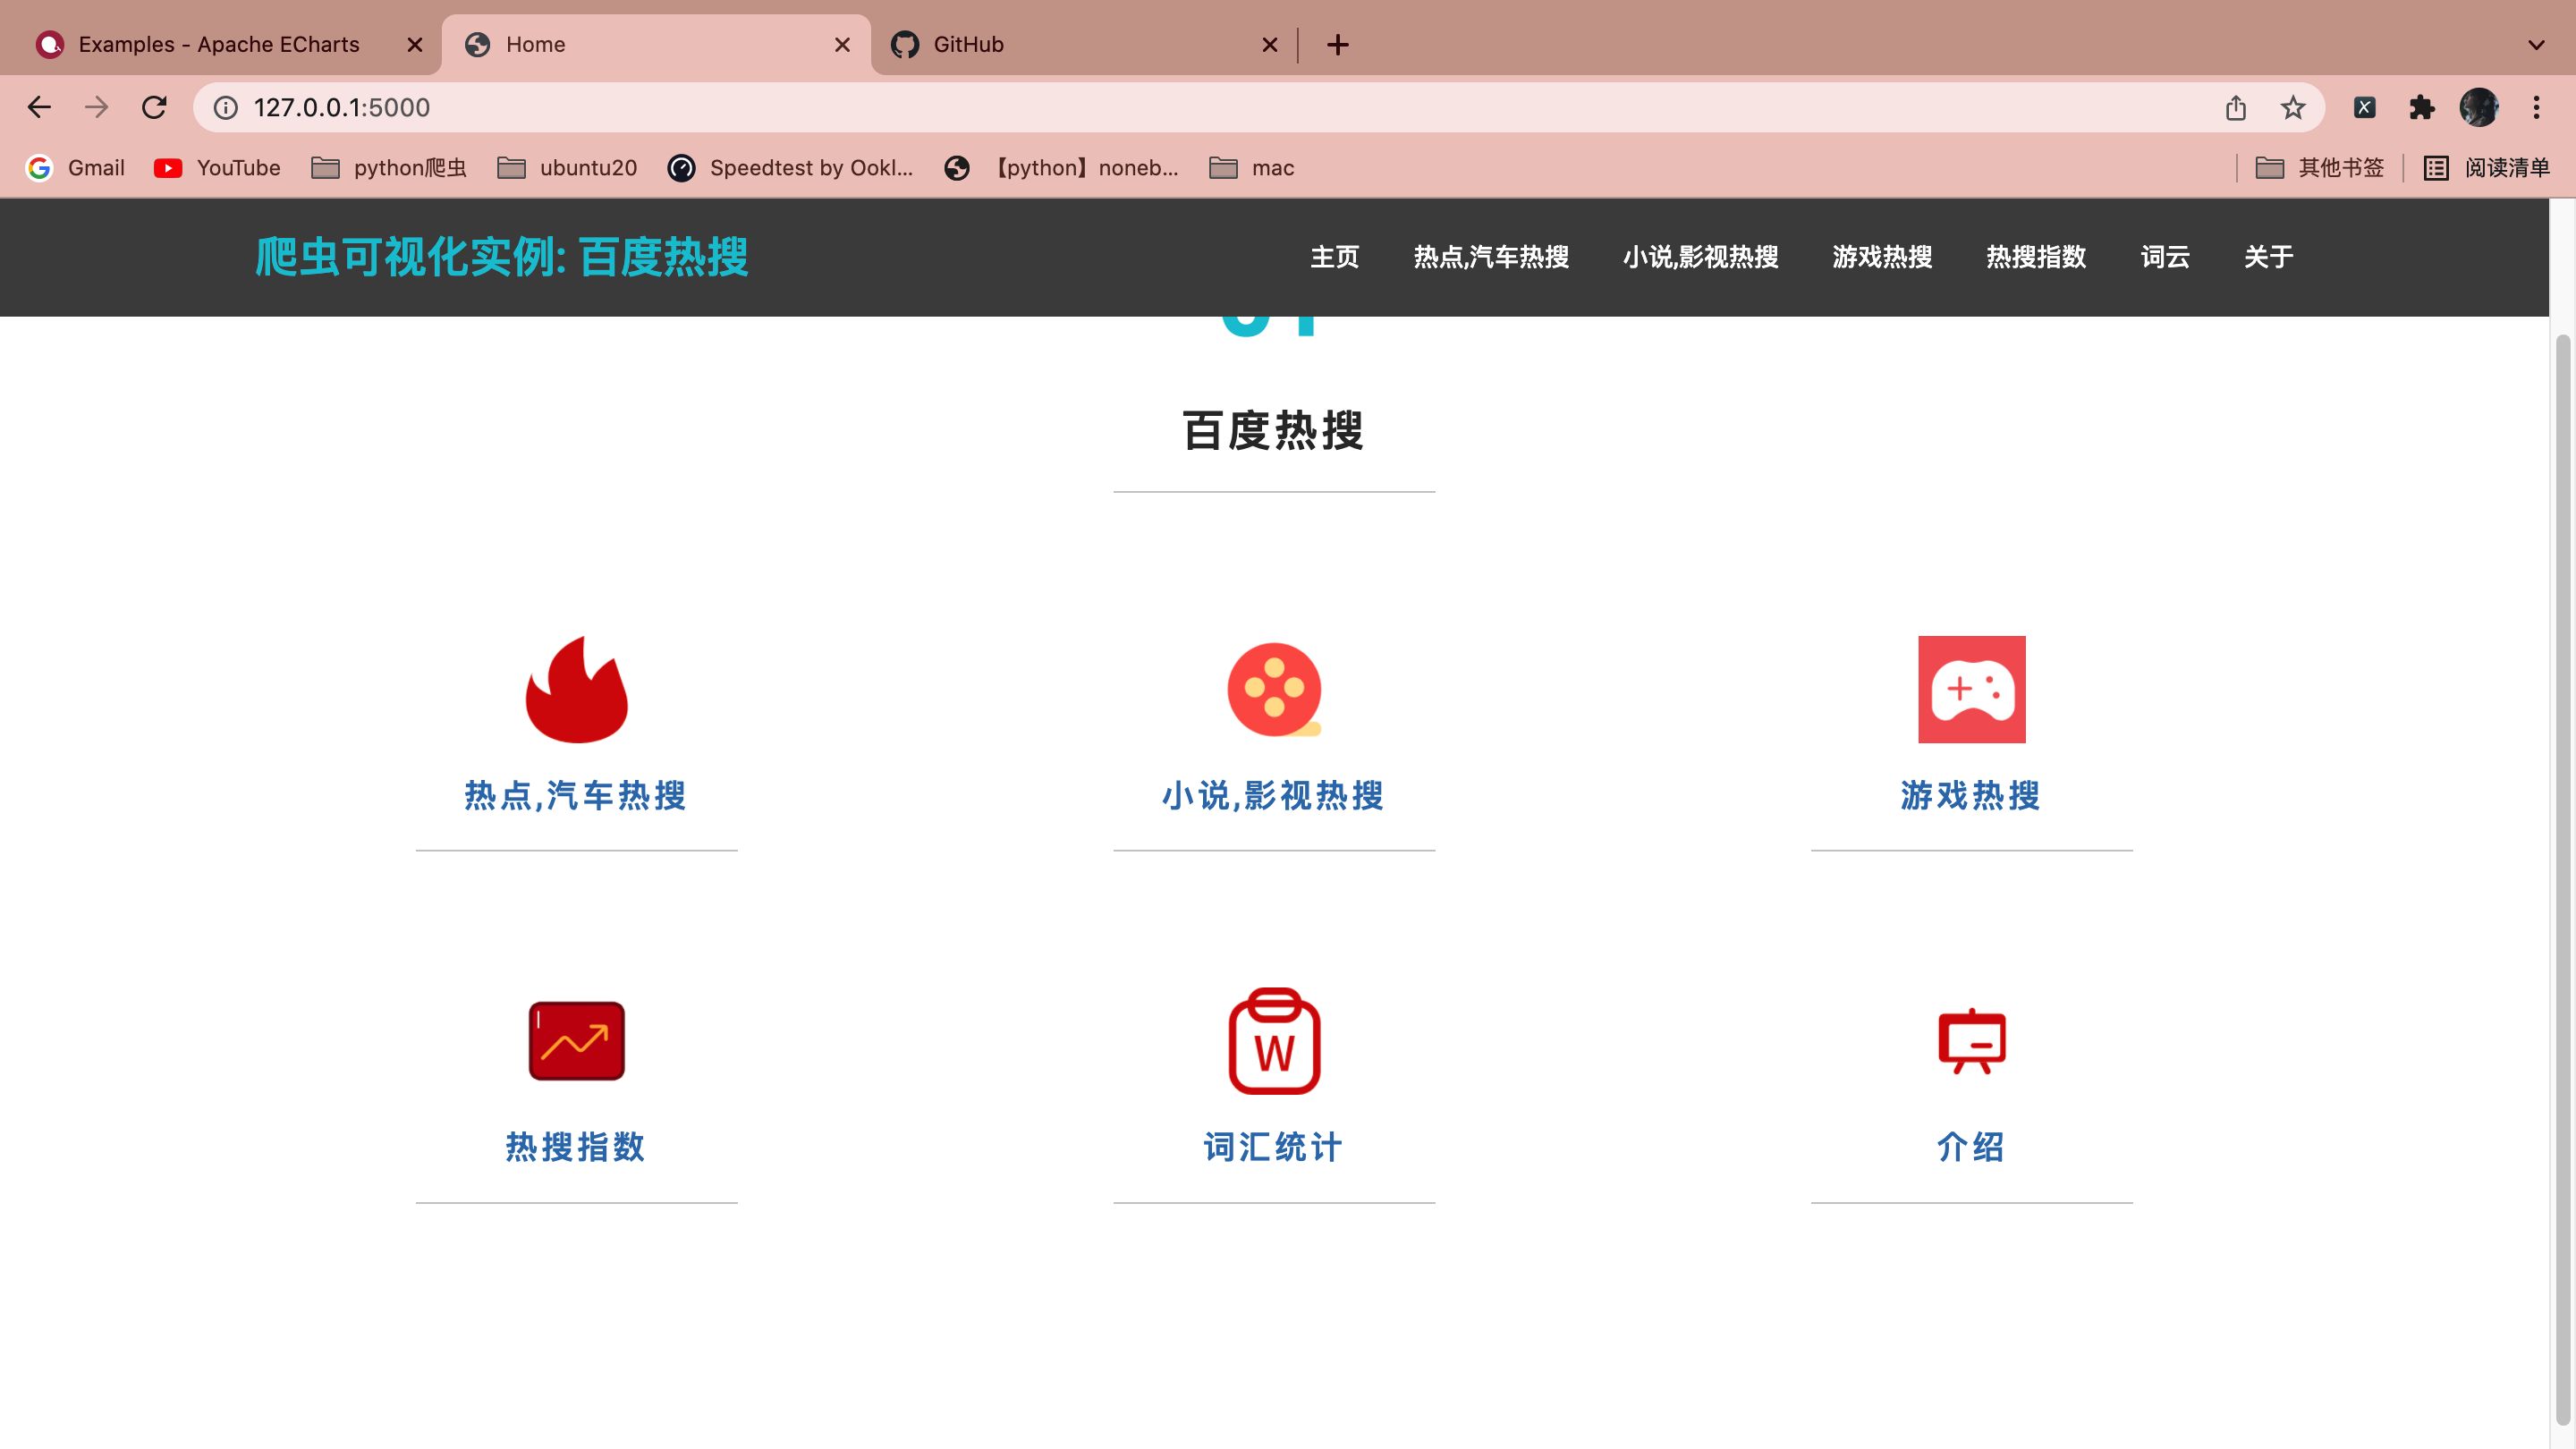 Examples - Apache ECharts
Home
GitHub
127.0.0.1:5000
Gmail
YouTube
python爬虫
ubuntu20
Speedtest by Ookl...
【python】noneb...
mac
其他书签
阅读清单
爬虫可视化实例: 百度热搜
主页
热点,汽车热搜
小说,影视热搜
游戏热搜
热搜指数
词云
关于
百度热搜
热点,汽车热搜
小说,影视热搜
游戏热搜
W
热搜指数
词汇统计
介绍